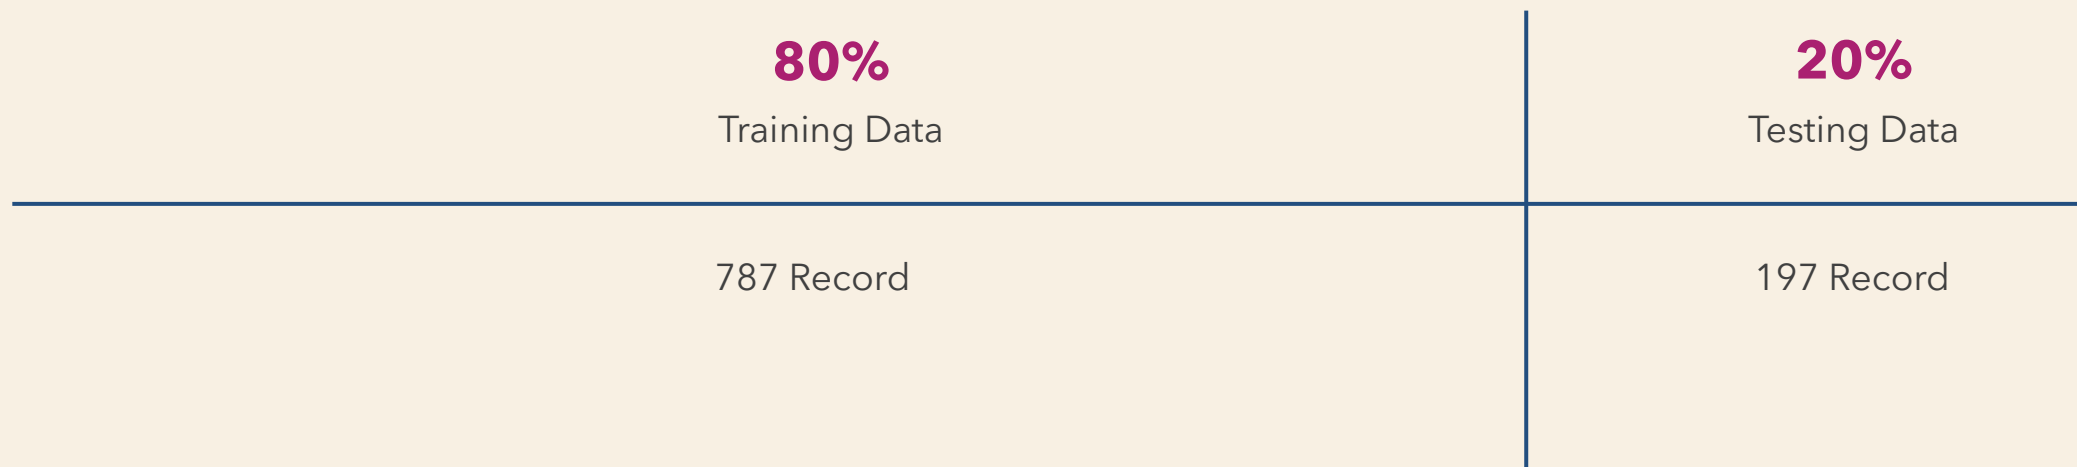 80%
Training Data
20%
Testing Data
787 Record
197 Record